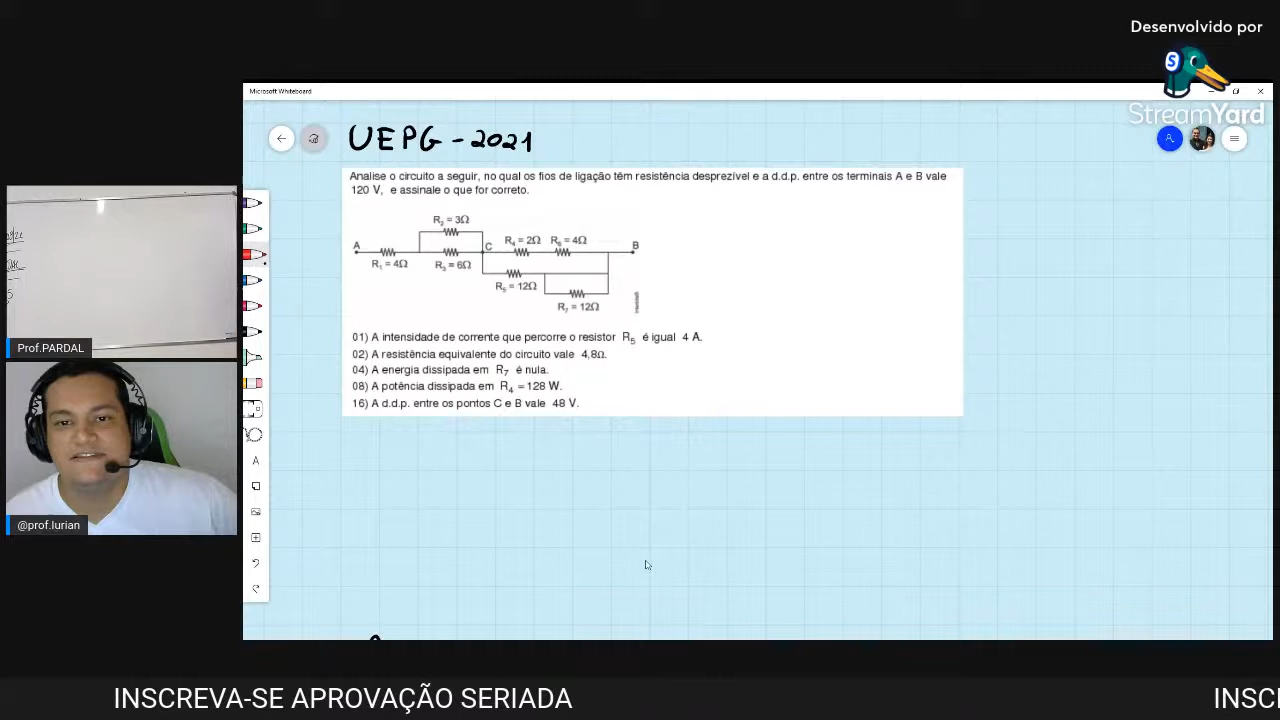 Desenvolvido por
StreamYard
Microsoft Whiteboard
UEPG - 2021
Analise o circuito a seguir, no qual os fios de ligação têm resistência desprezível e a d.d.p. entre os terminais A e B vale
120 V, e assinale o que for correto.
R2 = 3Ω
A
C
R4 = 2Ω R6 = 4Ω
B
R1 = 4Ω
R3 = 6Ω
R5 = 12Ω
R7 = 12Ω
01) A intensidade de corrente que percorre o resistor R5 é igual 4 A.
02) A resistência equivalente do circuito vale 4,8Ω.
04) A energia dissipada em R7 é nula.
08) A potência dissipada em R4 = 128 W.
16) A d.d.p. entre os pontos C e B vale 48 V.
Prof.PARDAL
@prof.lurian
INSCREVA-SE APROVAÇÃO SERIADA
INSC